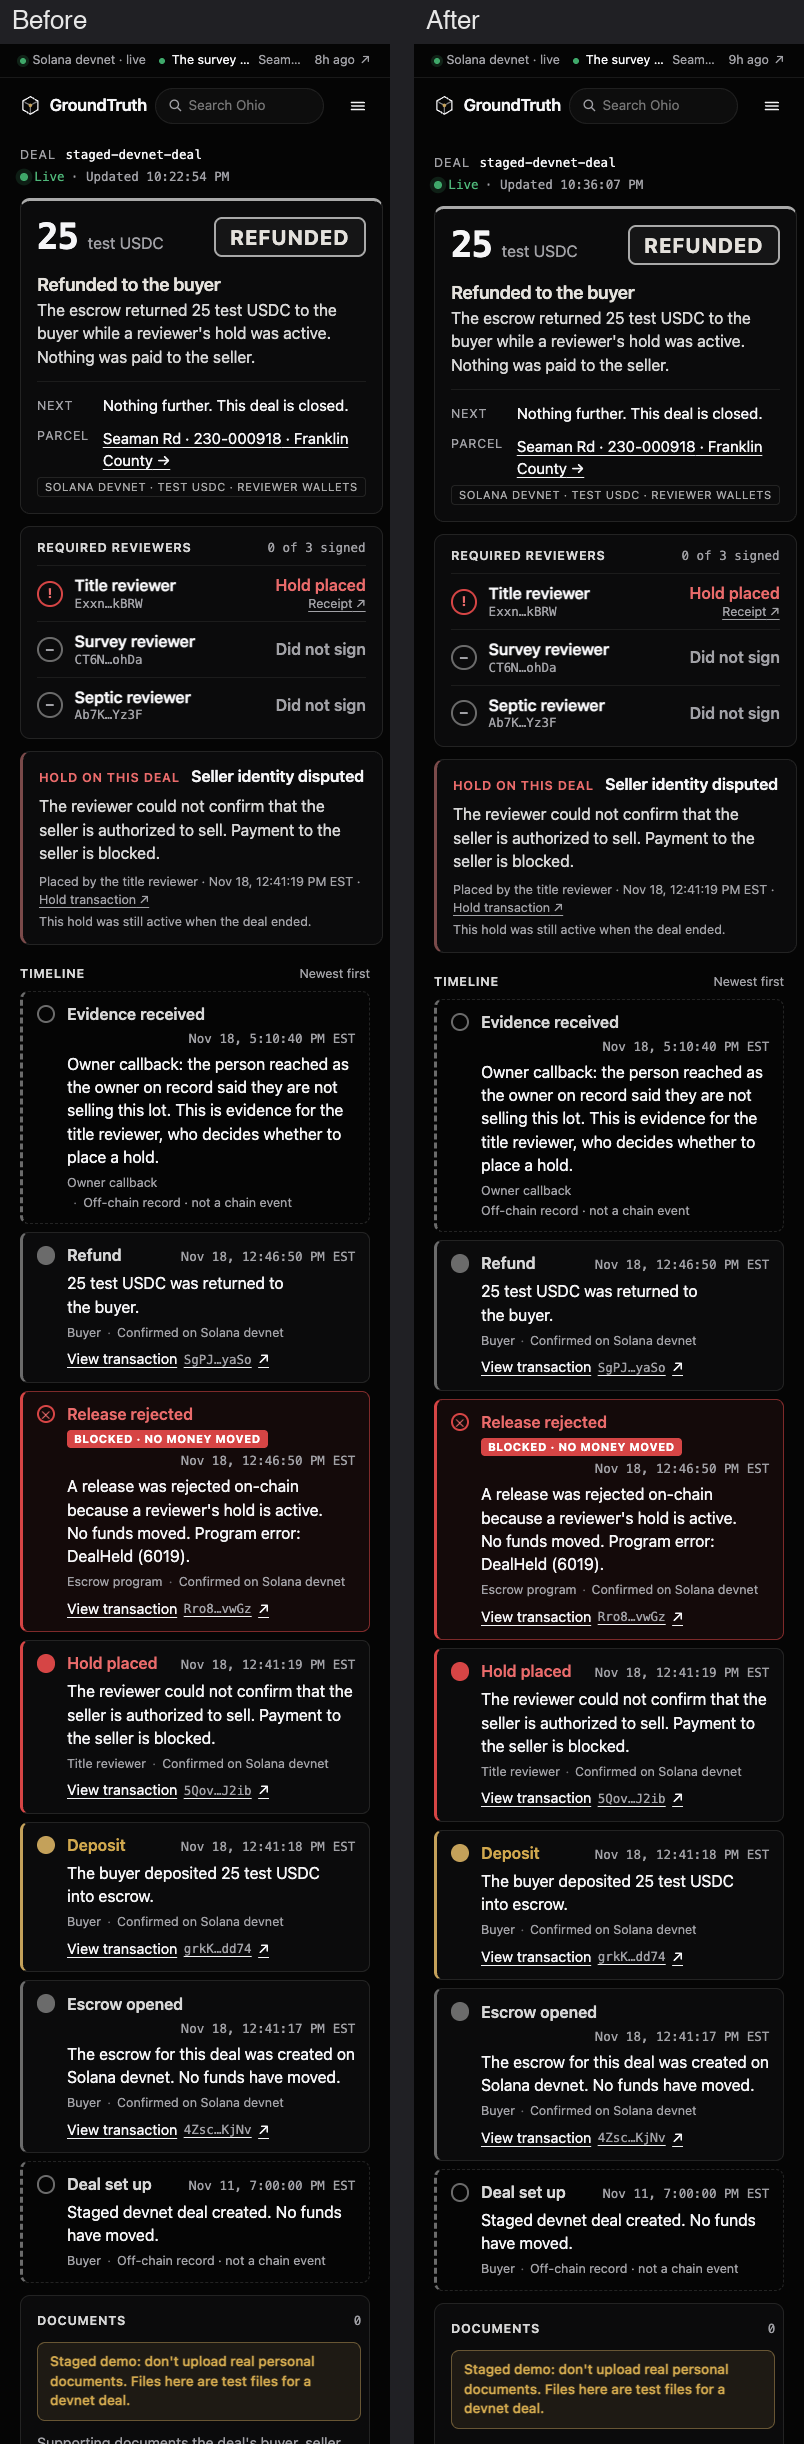 Before
Solana devnet · live
The survey ...
Seam...
8h ago ↗
GroundTruth
Search Ohio
DEAL staged-devnet-deal
Live · Updated 10:22:54 PM
25 test USDC
REFUNDED
Refunded to the buyer
The escrow returned 25 test USDC to the
buyer while a reviewer's hold was active.
Nothing was paid to the seller.
NEXT Nothing further. This deal is closed.
PARCEL Seaman Rd · 230-000918 · Franklin
County →
SOLANA DEVNET · TEST USDC · REVIEWER WALLETS
REQUIRED REVIEWERS 0 of 3 signed
! Title reviewer Hold placed
Exxn…kBRW Receipt ↗
– Survey reviewer Did not sign
CT6N…ohDa
– Septic reviewer Did not sign
Ab7K…Yz3F
HOLD ON THIS DEAL Seller identity disputed
The reviewer could not confirm that the
seller is authorized to sell. Payment to the
seller is blocked.
Placed by the title reviewer · Nov 18, 12:41:19 PM EST ·
Hold transaction ↗
This hold was still active when the deal ended.
TIMELINE Newest first
Evidence received
Nov 18, 5:10:40 PM EST
Owner callback: the person reached as
the owner on record said they are not
selling this lot. This is evidence for the
title reviewer, who decides whether to
place a hold.
Owner callback
· Off-chain record · not a chain event
Refund Nov 18, 12:46:50 PM EST
25 test USDC was returned to
the buyer.
Buyer · Confirmed on Solana devnet
View transaction SgPJ…yaSo ↗
Release rejected
BLOCKED · NO MONEY MOVED
Nov 18, 12:46:50 PM EST
A release was rejected on-chain
because a reviewer's hold is active.
No funds moved. Program error:
DealHeld (6019).
Escrow program · Confirmed on Solana devnet
View transaction Rro8…vwGz ↗
Hold placed Nov 18, 12:41:19 PM EST
The reviewer could not confirm that the
seller is authorized to sell. Payment to
the seller is blocked.
Title reviewer · Confirmed on Solana devnet
View transaction 5Qov…J2ib ↗
Deposit Nov 18, 12:41:18 PM EST
The buyer deposited 25 test USDC
into escrow.
Buyer · Confirmed on Solana devnet
View transaction grkK…dd74 ↗
Escrow opened
Nov 18, 12:41:17 PM EST
The escrow for this deal was created on
Solana devnet. No funds have moved.
Buyer · Confirmed on Solana devnet
View transaction 4Zsc…KjNv ↗
Deal set up Nov 11, 7:00:00 PM EST
Staged devnet deal created. No funds
have moved.
Buyer · Off-chain record · not a chain event
DOCUMENTS 0
Staged demo: don't upload real personal
documents. Files here are test files for a
devnet deal.
Supporting documents the deal's buyer, seller,
After
Solana devnet · live
The survey ...
Seam...
9h ago ↗
GroundTruth
Search Ohio
DEAL staged-devnet-deal
Live · Updated 10:36:07 PM
25 test USDC
REFUNDED
Refunded to the buyer
The escrow returned 25 test USDC to the
buyer while a reviewer's hold was active.
Nothing was paid to the seller.
NEXT Nothing further. This deal is closed.
PARCEL Seaman Rd · 230-000918 · Franklin
County →
SOLANA DEVNET · TEST USDC · REVIEWER WALLETS
REQUIRED REVIEWERS 0 of 3 signed
! Title reviewer Hold placed
Exxn…kBRW Receipt ↗
– Survey reviewer Did not sign
CT6N…ohDa
– Septic reviewer Did not sign
Ab7K…Yz3F
HOLD ON THIS DEAL Seller identity disputed
The reviewer could not confirm that the
seller is authorized to sell. Payment to the
seller is blocked.
Placed by the title reviewer · Nov 18, 12:41:19 PM EST ·
Hold transaction ↗
This hold was still active when the deal ended.
TIMELINE Newest first
Evidence received
Nov 18, 5:10:40 PM EST
Owner callback: the person reached as
the owner on record said they are not
selling this lot. This is evidence for the
title reviewer, who decides whether to
place a hold.
Owner callback
Off-chain record · not a chain event
Refund Nov 18, 12:46:50 PM EST
25 test USDC was returned to
the buyer.
Buyer · Confirmed on Solana devnet
View transaction SgPJ…yaSo ↗
Release rejected
BLOCKED · NO MONEY MOVED
Nov 18, 12:46:50 PM EST
A release was rejected on-chain
because a reviewer's hold is active.
No funds moved. Program error:
DealHeld (6019).
Escrow program · Confirmed on Solana devnet
View transaction Rro8…vwGz ↗
Hold placed Nov 18, 12:41:19 PM EST
The reviewer could not confirm that the
seller is authorized to sell. Payment to
the seller is blocked.
Title reviewer · Confirmed on Solana devnet
View transaction 5Qov…J2ib ↗
Deposit Nov 18, 12:41:18 PM EST
The buyer deposited 25 test USDC
into escrow.
Buyer · Confirmed on Solana devnet
View transaction grkK…dd74 ↗
Escrow opened
Nov 18, 12:41:17 PM EST
The escrow for this deal was created on
Solana devnet. No funds have moved.
Buyer · Confirmed on Solana devnet
View transaction 4Zsc…KjNv ↗
Deal set up Nov 11, 7:00:00 PM EST
Staged devnet deal created. No funds
have moved.
Buyer · Off-chain record · not a chain event
DOCUMENTS 0
Staged demo: don't upload real personal
documents. Files here are test files for a
devnet deal.